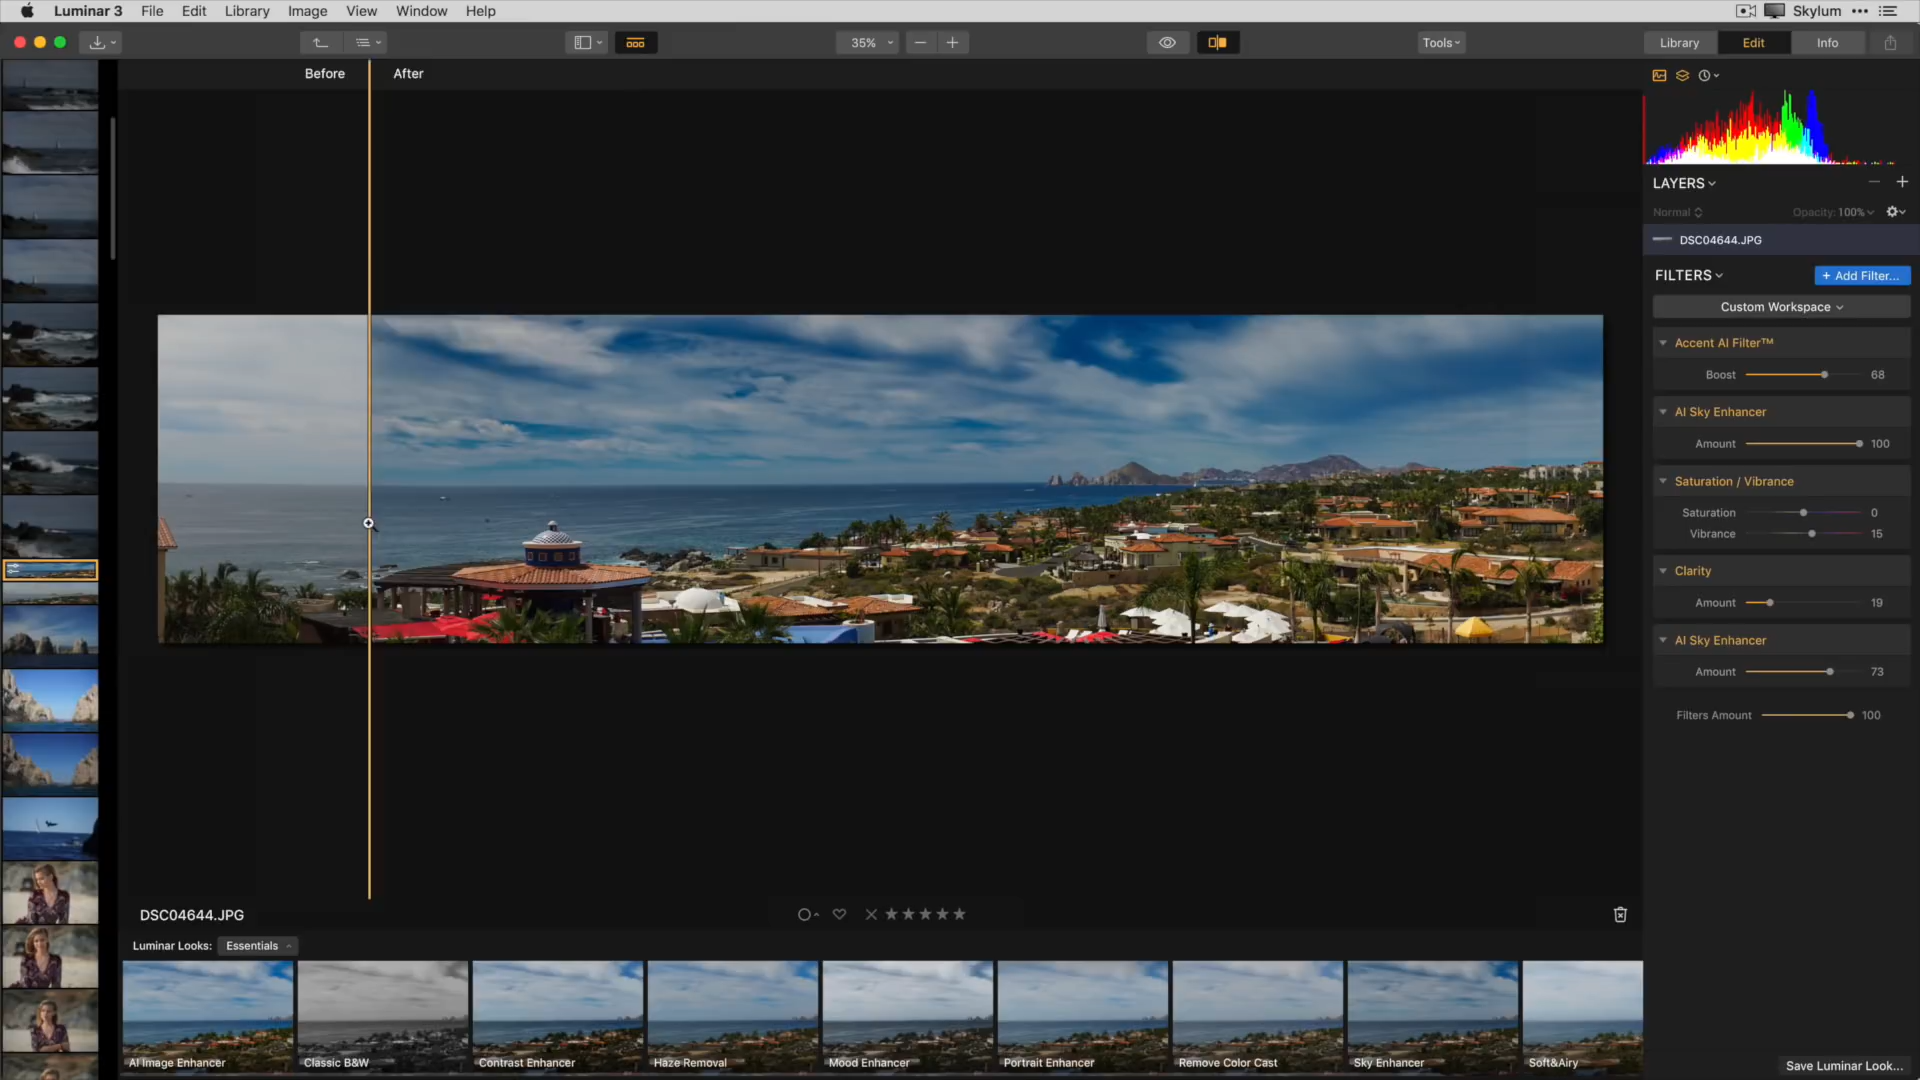 Luminar 3 File Edit Library Image View Window Help Skylum
35% Tools Library Edit Info
Before After
LAYERS
Normal Opacity: 100%
DSC04644.JPG
FILTERS + Add Filter...
Custom Workspace
Accent AI Filter™
Boost 68
AI Sky Enhancer
Amount 100
Saturation / Vibrance
Saturation 0
Vibrance 15
Clarity
Amount 19
AI Sky Enhancer
Amount 73
Filters Amount 100
DSC04644.JPG
Luminar Looks: Essentials
AI Image Enhancer Classic B&W Contrast Enhancer Haze Removal Mood Enhancer Portrait Enhancer Remove Color Cast Sky Enhancer Soft&Airy
Save Luminar Look...